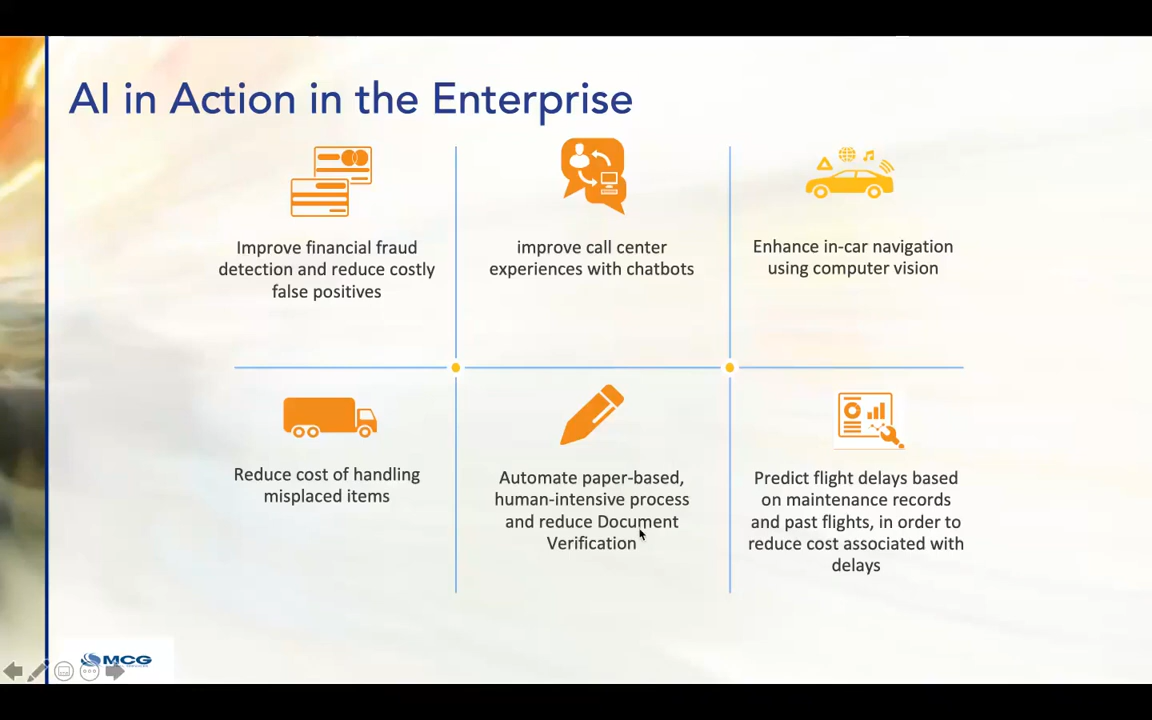 AI in Action in the Enterprise
Improve financial fraud
detection and reduce costly
false positives
improve call center
experiences with chatbots
Enhance in-car navigation
using computer vision
Reduce cost of handling
misplaced items
Automate paper-based,
human-intensive process
and reduce Document
Verification
Predict flight delays based
on maintenance records
and past flights, in order to
reduce cost associated with
delays
MCG